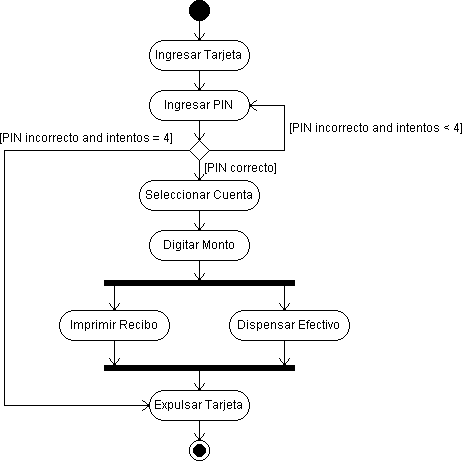 Ingresar Tarjeta
Ingresar PIN
[PIN incorrecto and intentos < 4]
[PIN incorrecto and intentos = 4]
[PIN correcto]
Seleccionar Cuenta
Digitar Monto
Imprimir Recibo
Dispensar Efectivo
Expulsar Tarjeta